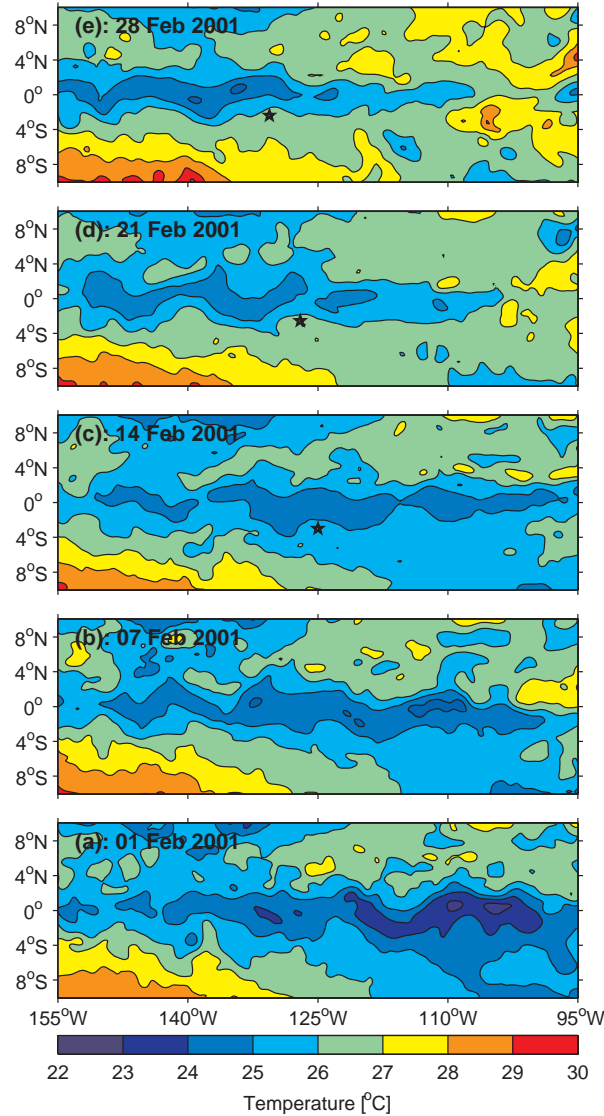 (e): 28 Feb 2001
8°N
4°N
0°
4°S
8°S
(d): 21 Feb 2001
8°N
4°N
0°
4°S
8°S
(c): 14 Feb 2001
8°N
4°N
0°
4°S
8°S
(b): 07 Feb 2001
8°N
4°N
0°
4°S
8°S
(a): 01 Feb 2001
8°N
4°N
0°
4°S
8°S
155°W 140°W 125°W 110°W 95°W
22 23 24 25 26 27 28 29 30
Temperature [°C]